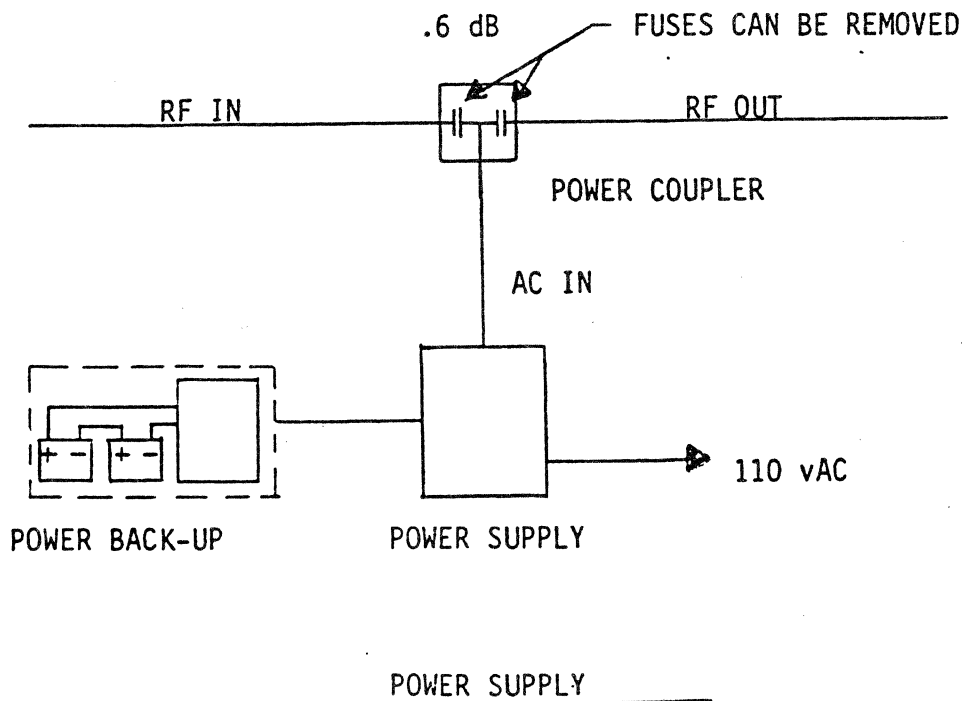 .6 dB
FUSES CAN BE REMOVED
RF IN
RF OUT
POWER COUPLER
AC IN
+ - + -
110 vAC
POWER BACK-UP
POWER SUPPLY
POWER SUPPLY